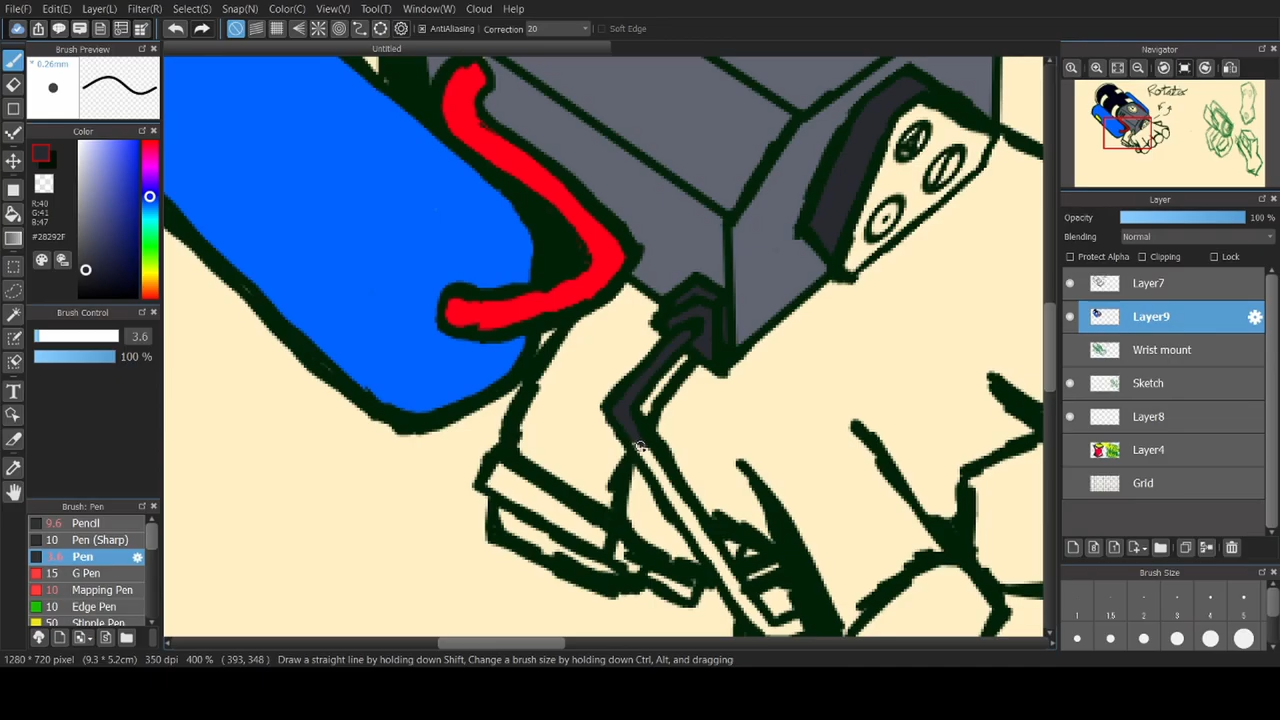 File(F) Edit(E) Layer(L) Filter(R) Select(S) Snap(N) Color(C) View(V) Tool(T) Window(W) Cloud Help
AntiAliasing Correction 20 Soft Edge
Brush Preview
Untitled
Navigator
* 0.26mm
Rotater
Color
R:40
G:41
B:47
#28292F
Layer
Opacity 100 %
Blending Normal
Protect Alpha Clipping Lock
Layer7
Layer9
Wrist mount
Sketch
Layer8
Layer4
Grid
Brush Control
3.6
100 %
Brush: Pen
9.6 Pencil
10 Pen (Sharp)
3.6 Pen
15 G Pen
10 Mapping Pen
10 Edge Pen
50 Stipple Pen
Brush Size
1 1.5 2 3 4 5
1280 * 720 pixel (9.3 * 5.2cm) 350 dpi 400 % ( 393, 348 ) Draw a straight line by holding down Shift, Change a brush size by holding down Ctrl, Alt, and dragging